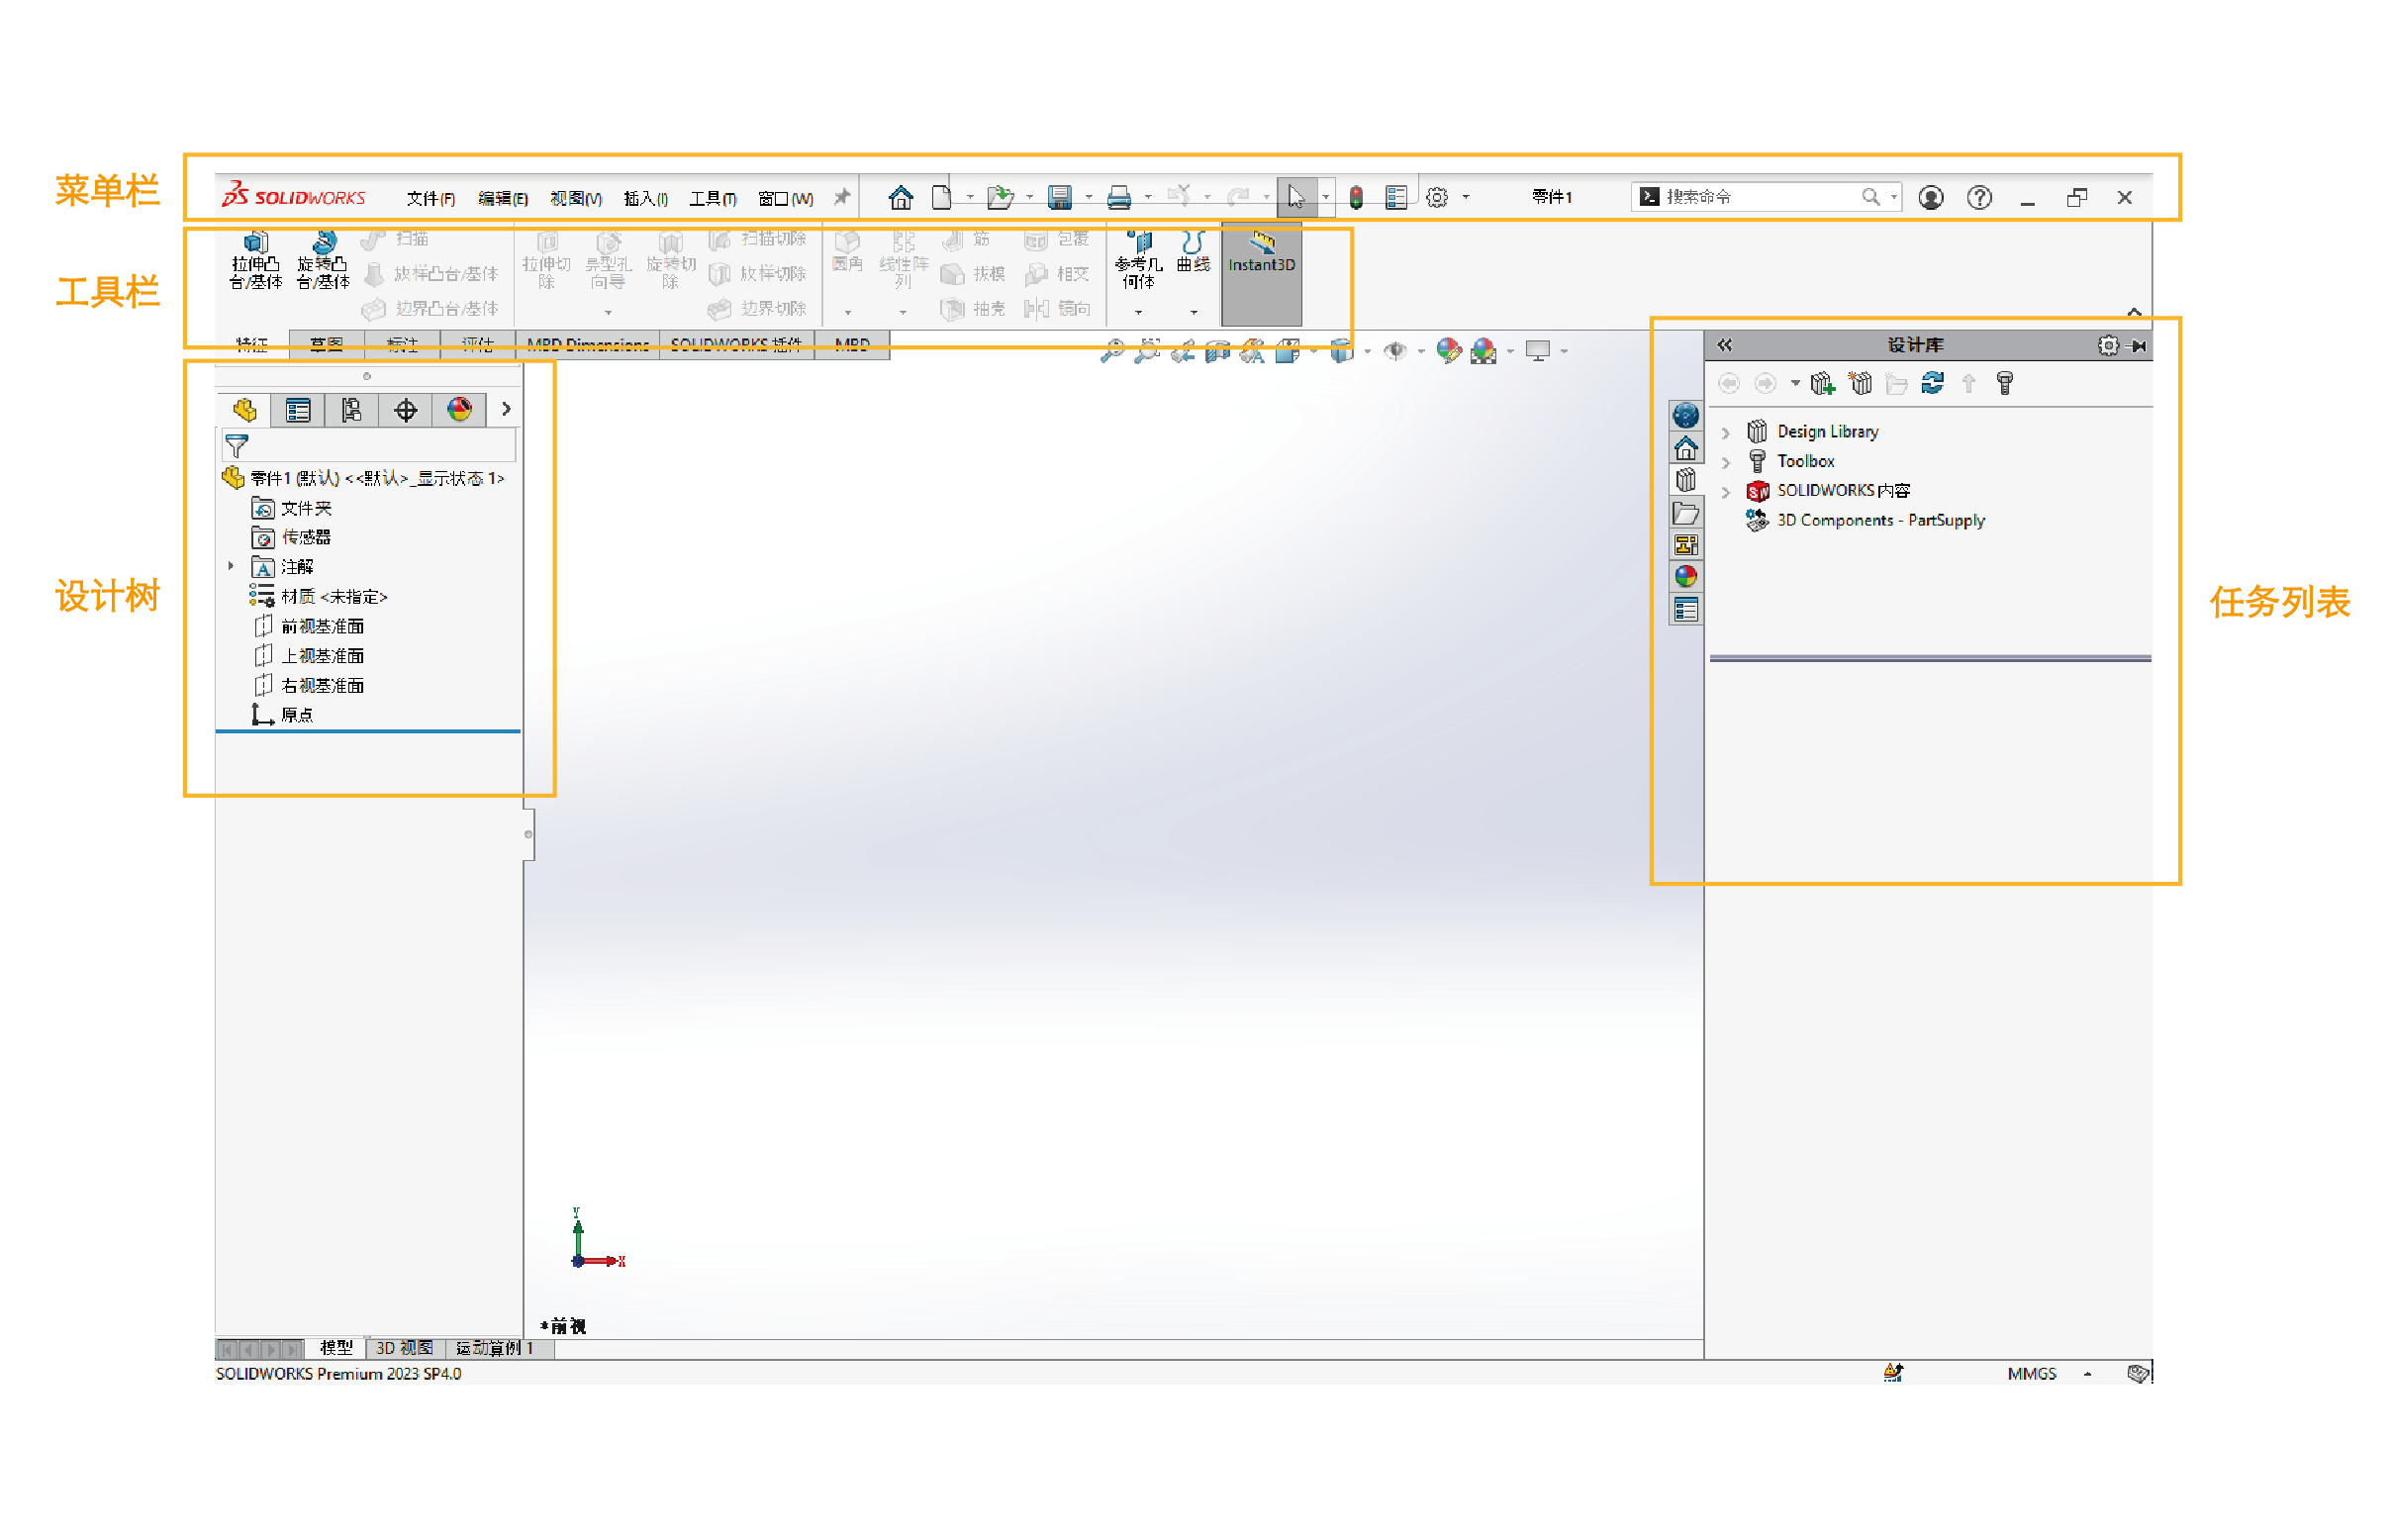 菜单栏
SOLIDWORKS 文件(F) 编辑(E) 视图(V) 插入(I) 工具(T) 窗口(W) 零件1 搜索命令
工具栏
拉伸凸台/基体
旋转凸台/基体
扫描
放样凸台/基体
边界凸台/基体
拉伸切除
异型孔向导
旋转切除
扫描切除
放样切除
边界切除
圆角
线性阵列
筋
拔模
抽壳
包覆
相交
镜向
参考几何体
曲线
Instant3D
特征 草图 标注 评估 MBD Dimensions SOLIDWORKS 插件 MBD
设计树
零件1 (默认) <<默认>_显示状态 1>
文件夹
传感器
注解
材质 <未指定>
前视基准面
上视基准面
右视基准面
原点
设计库
Design Library
Toolbox
SOLIDWORKS 内容
3D Components - PartSupply
任务列表
Y
X
*前视
模型 3D 视图 运动算例 1
SOLIDWORKS Premium 2023 SP4.0 MMGS